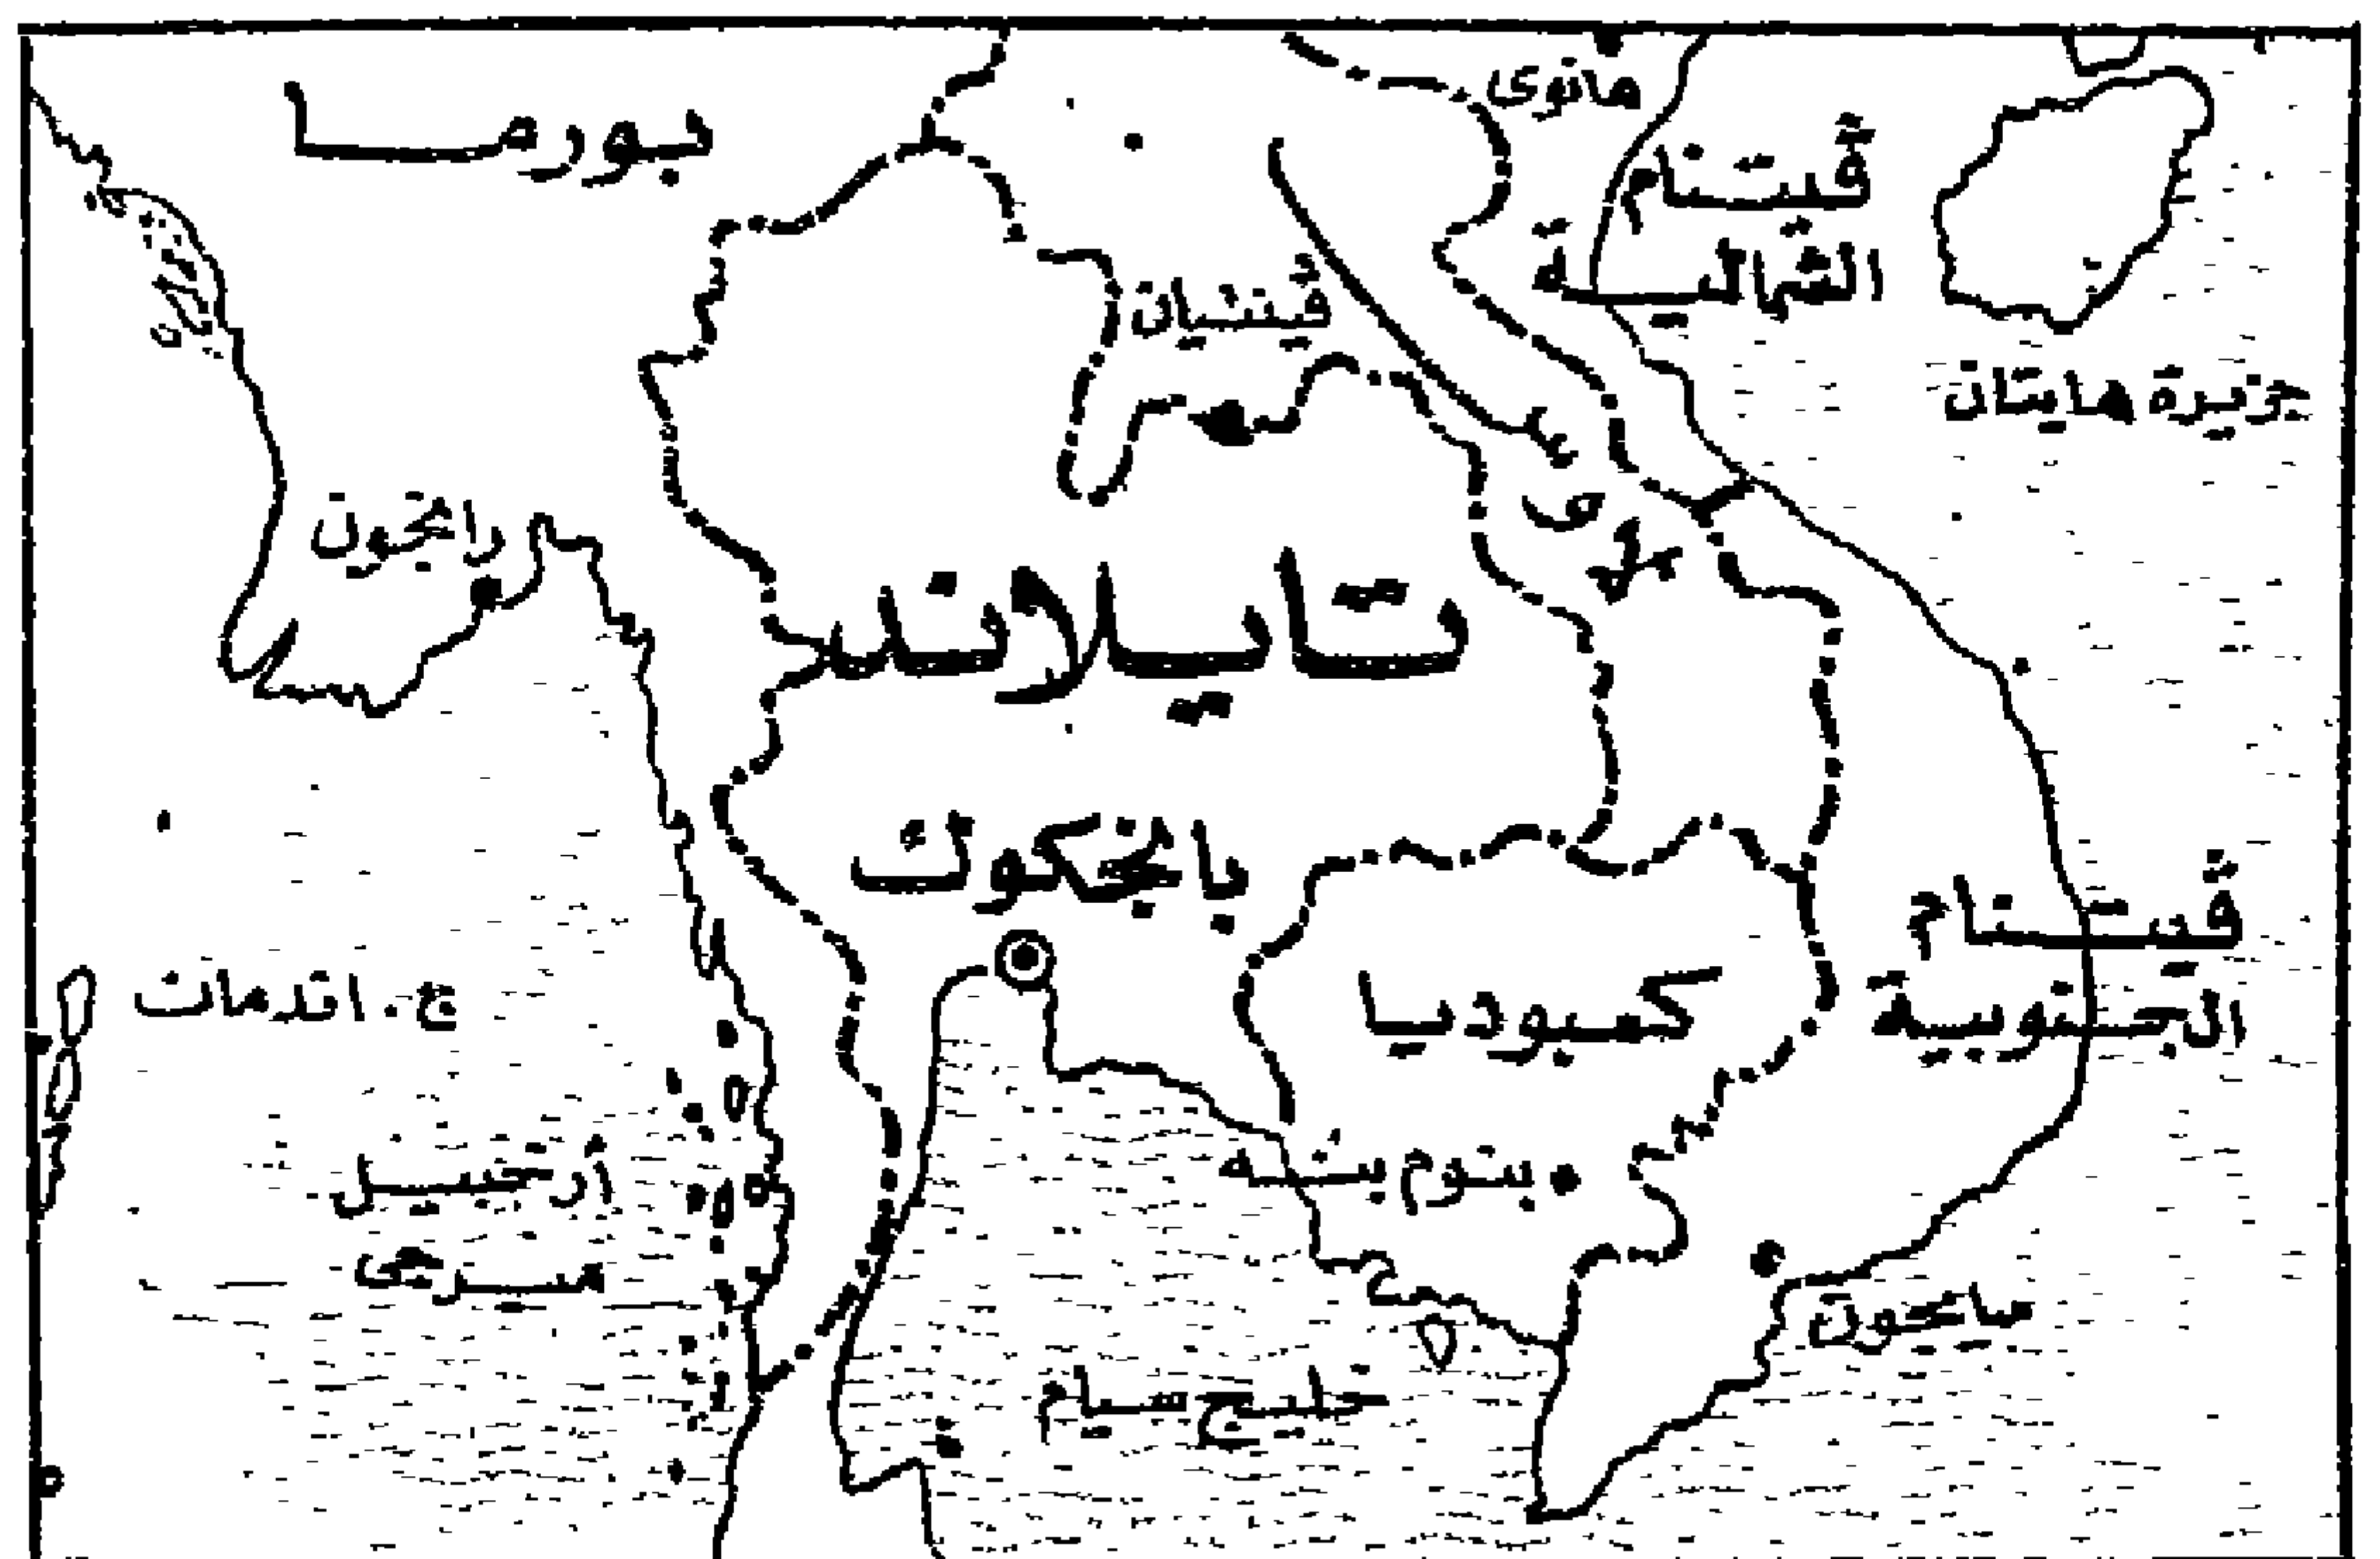 مانوى
بورما
ڤيتنام
الشمالية
ڤينتيان
جزيرة هاينان
رانجون
تايلاند
بانجكوك
ڤيتنام
الجنوبية
كمبوديا
ج. اندمان
بنوم بنه
أرخبيل
ميرجى
سايجون
خليج سيام